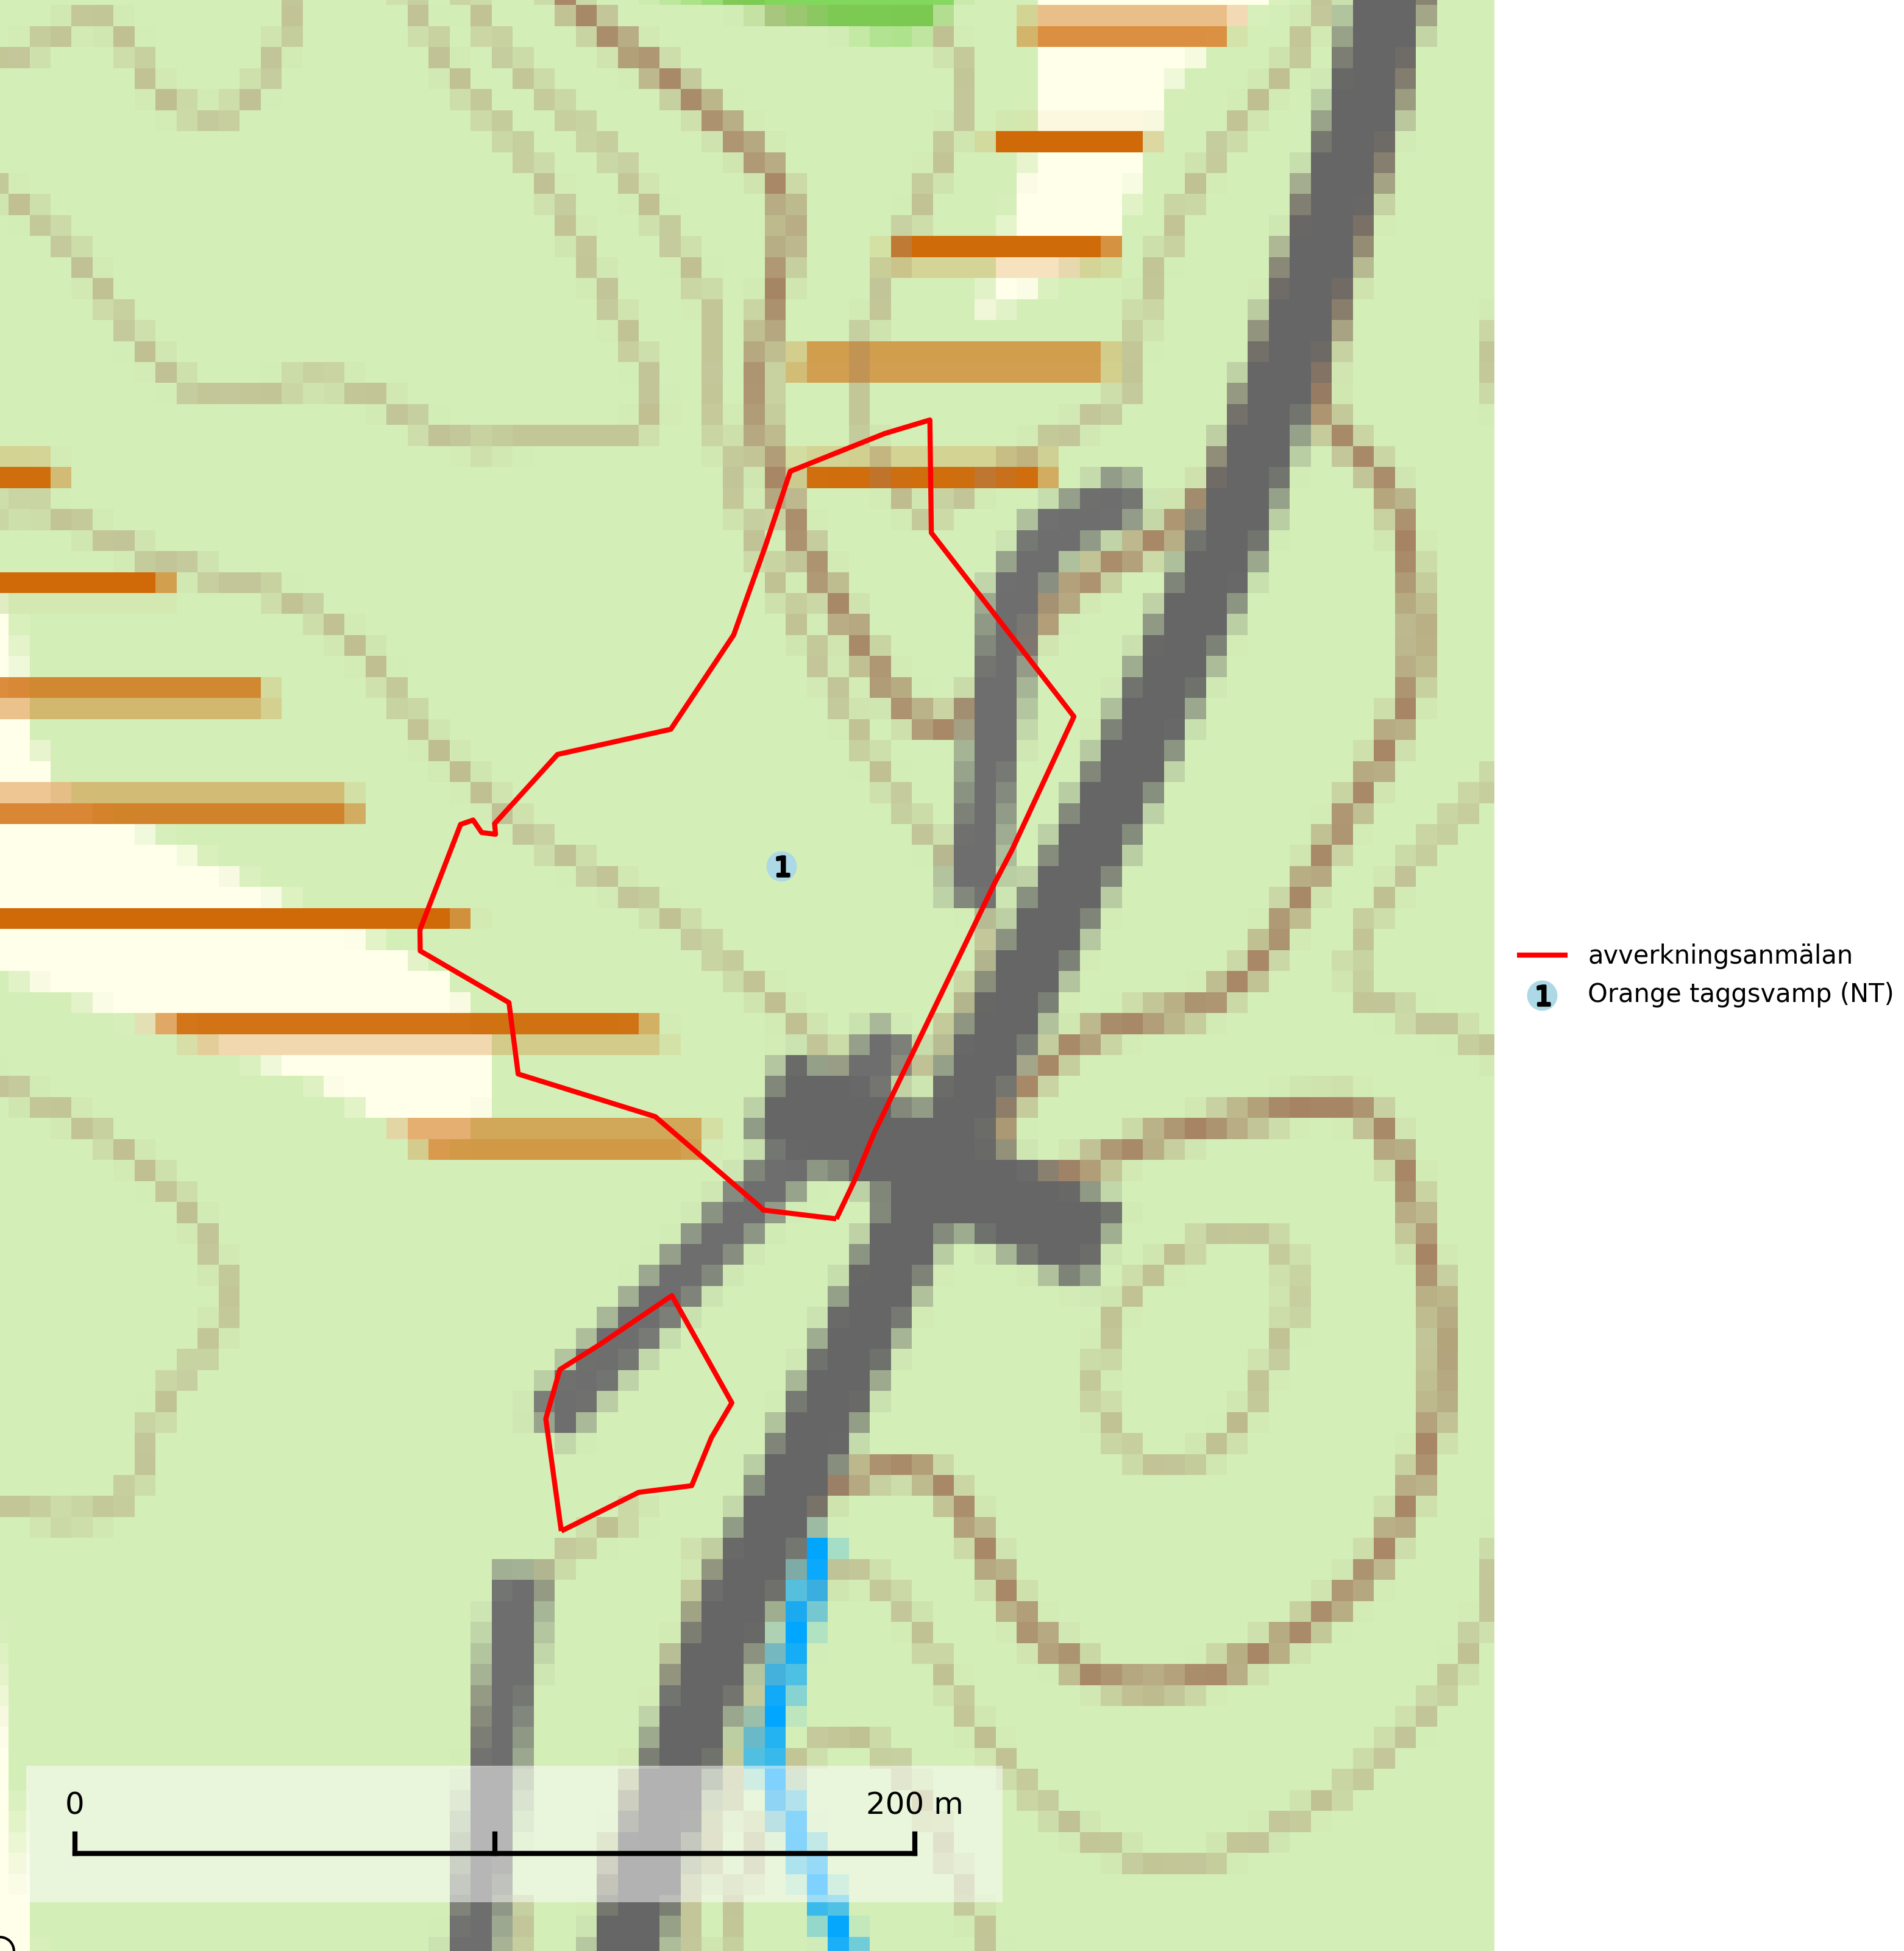 1
avverkningsanmälan
1 Orange taggsvamp (NT)
0 200 m